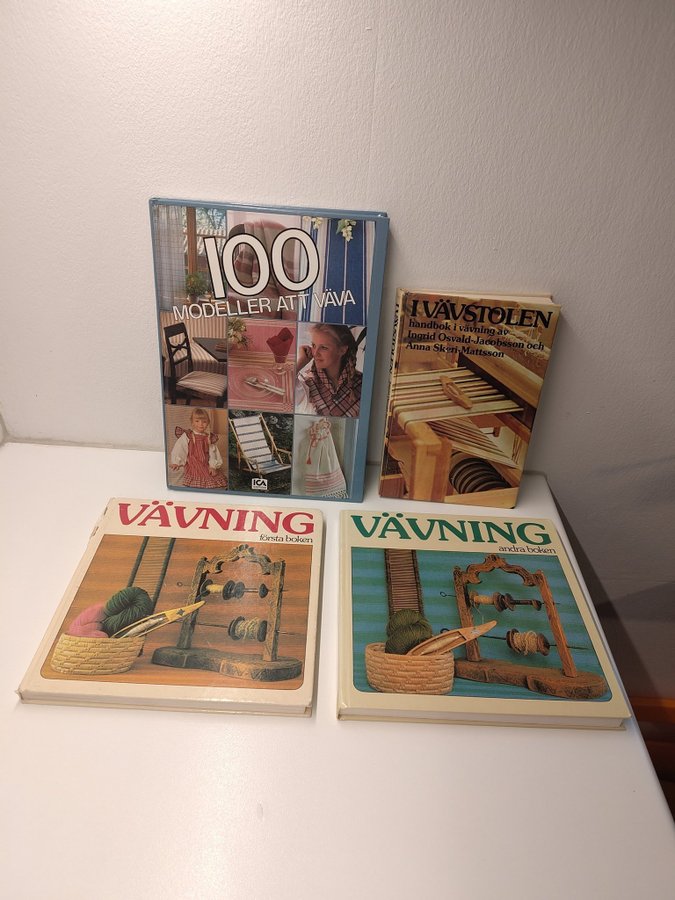 100
MODELLER ATT VÄVA
ICA
I VÄVSTOLEN
handbok i vävning av
Ingrid Osvald-Jacobsson och
Anna Skeri-Mattsson
VÄVNING
första boken
VÄVNING
andra boken